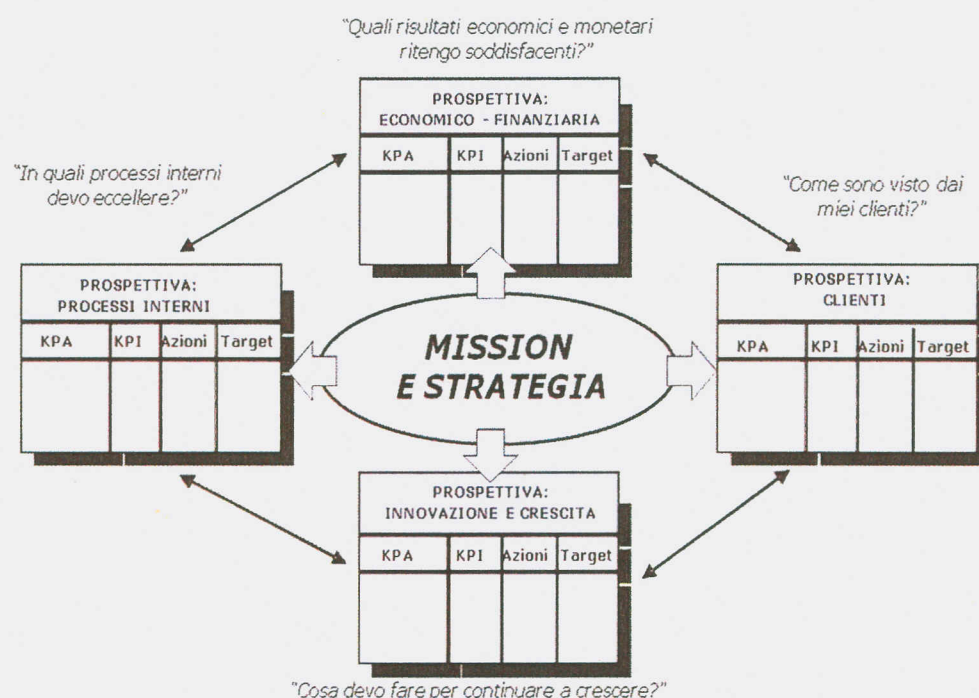 "Quali risultati economici e monetari
ritengo soddisfacenti?"
PROSPETTIVA:
ECONOMICO - FINANZIARIA
KPA KPI Azioni Target
"In quali processi interni
devo eccellere?"
"Come sono visto dai
miei clienti?"
PROSPETTIVA:
PROCESSI INTERNI
KPA KPI Azioni Target
MISSION
E STRATEGIA
PROSPETTIVA:
CLIENTI
KPA KPI Azioni Target
PROSPETTIVA:
INNOVAZIONE E CRESCITA
KPA KPI Azioni Target
"Cosa devo fare per continuare a crescere?"